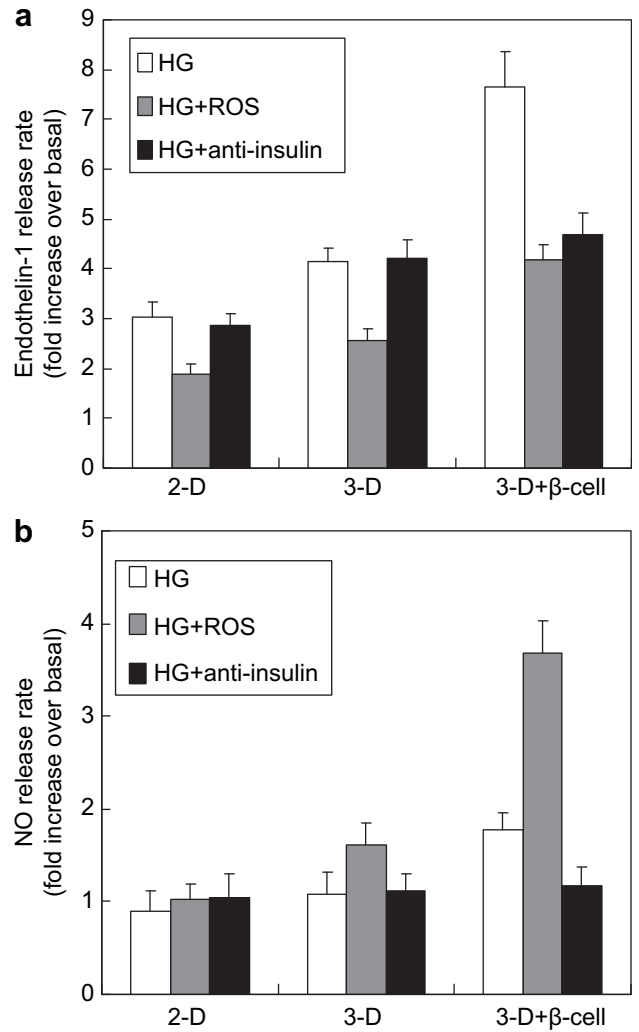 a
Endothelin-1 release rate
(fold increase over basal)
9
8
7
6
5
4
3
2
1
0
HG
HG+ROS
HG+anti-insulin
2-D
3-D
3-D+β-cell
b
NO release rate
(fold increase over basal)
5
4
3
2
1
0
HG
HG+ROS
HG+anti-insulin
2-D
3-D
3-D+β-cell